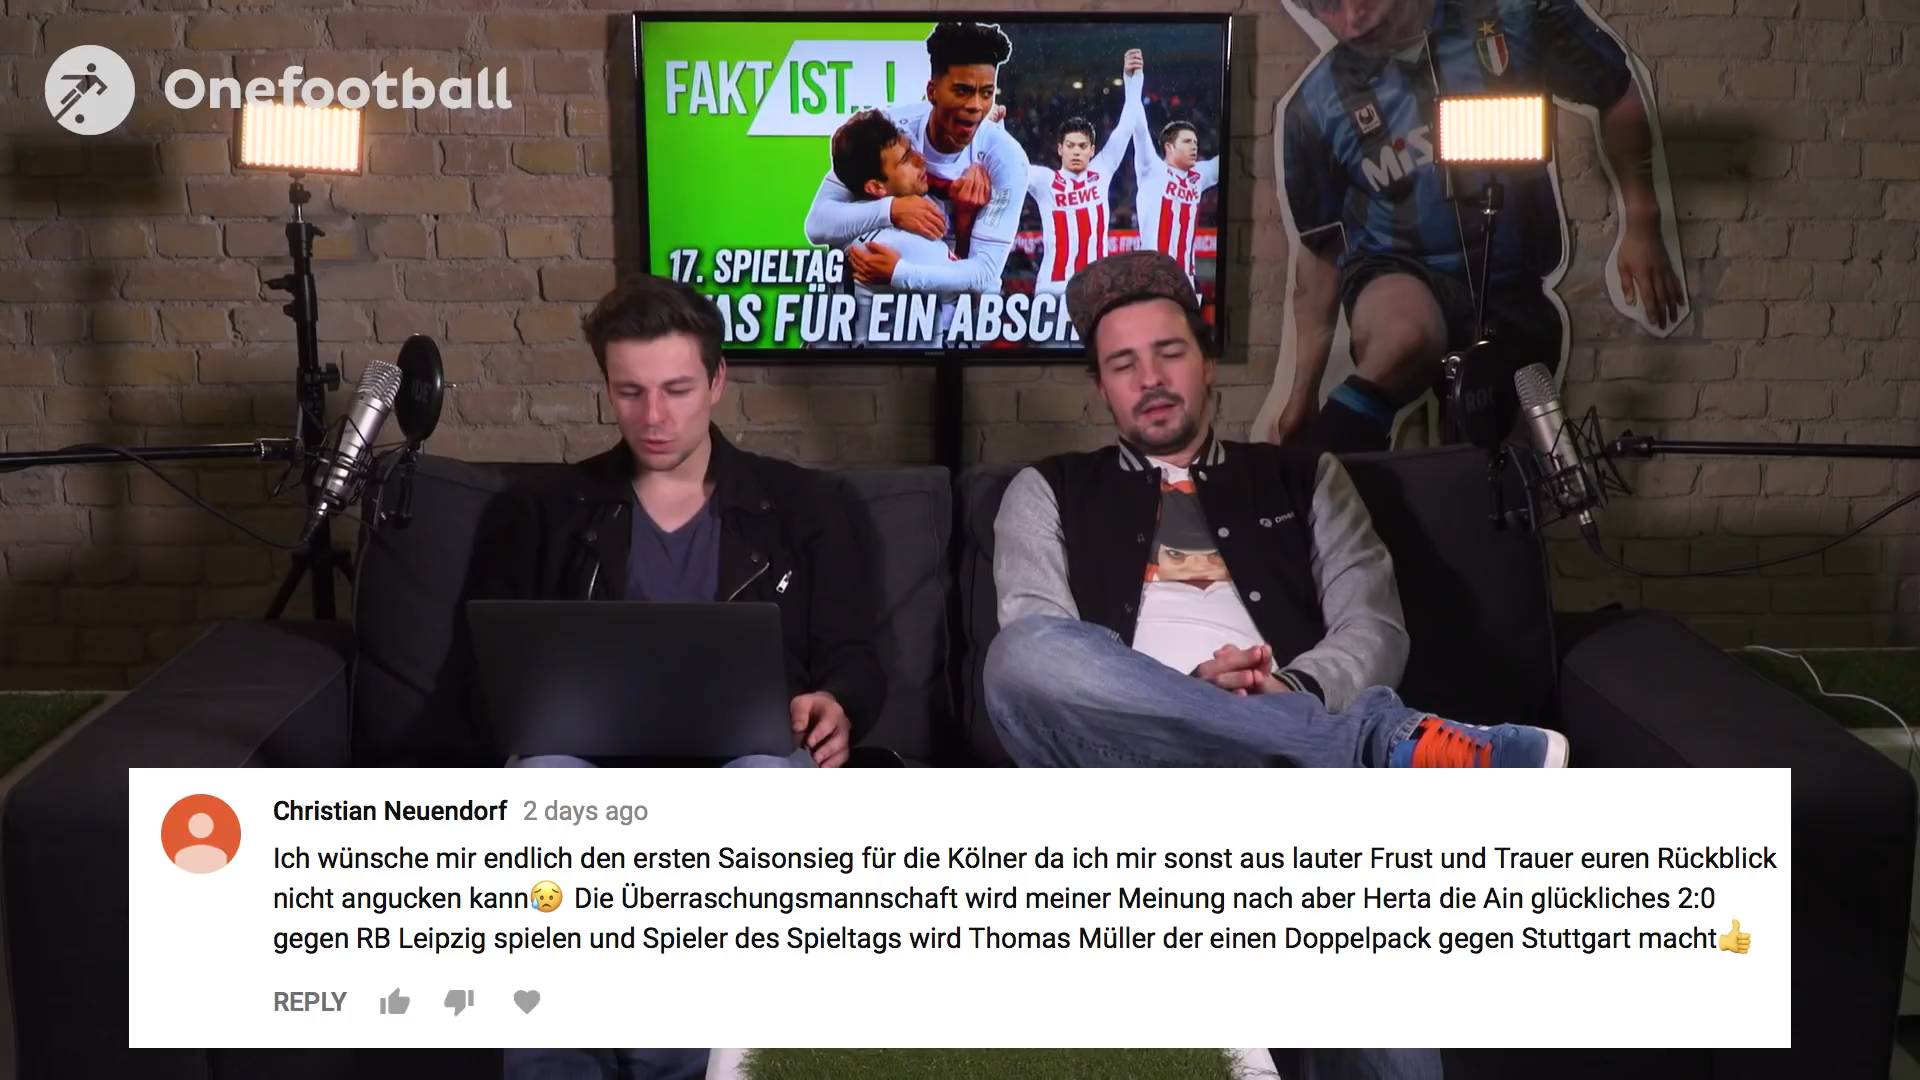 Onefootball
FAKT IST..!
REWE
17. SPIELTAG
FÜR EIN
Christian Neuendorf 2 days ago
Ich wünsche mir endlich den ersten Saisonsieg für die Kölner da ich mir sonst aus lauter Frust und Trauer euren Rückblick
nicht angucken kann😥 Die Überraschungsmannschaft wird meiner Meinung nach aber Herta die Ain glückliches 2:0
gegen RB Leipzig spielen und Spieler des Spieltags wird Thomas Müller der einen Doppelpack gegen Stuttgart macht👍
REPLY